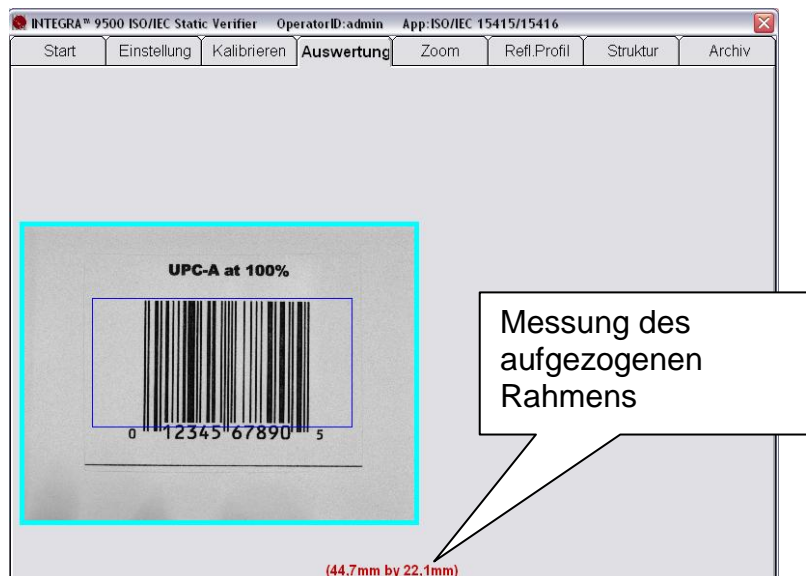 INTEGRA™ 9500 ISO/IEC Static Verifier OperatorID:admin App:ISO/IEC 15415/15416
Start Einstellung Kalibrieren Auswertung Zoom Refl.Profil Struktur Archiv
UPC-A at 100%
0 12345 67890 5
Messung des
aufgezogenen
Rahmens
(44,7mm by 22,1mm)